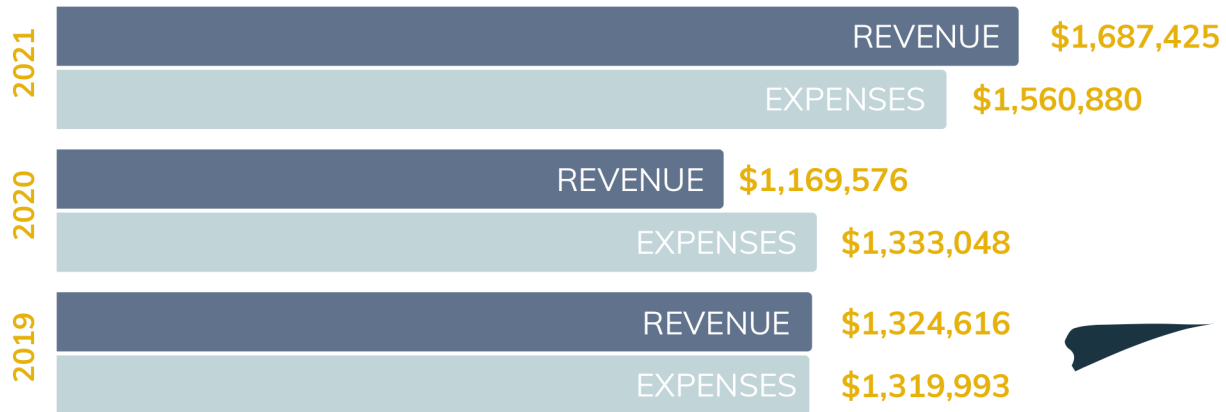 2021
REVENUE $1,687,425
EXPENSES $1,560,880
2020
REVENUE $1,169,576
EXPENSES $1,333,048
2019
REVENUE $1,324,616
EXPENSES $1,319,993